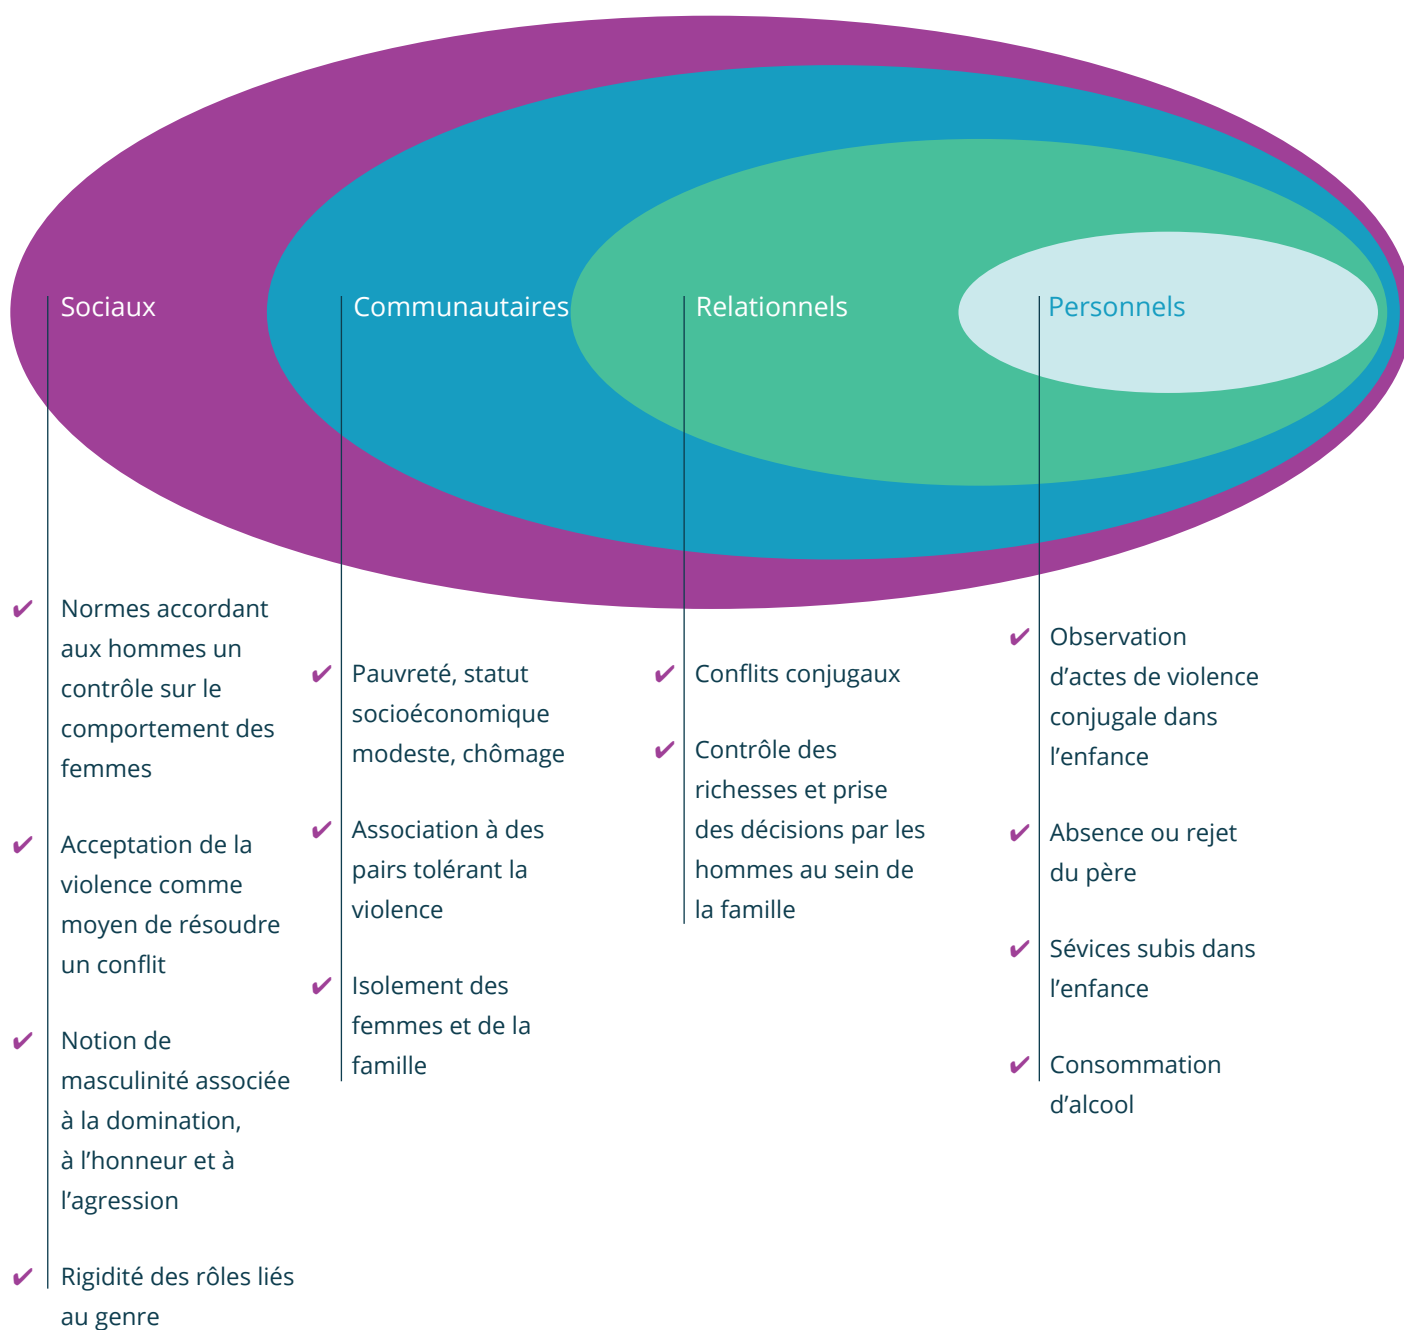 Sociaux
Communautaires
Relationnels
Personnels
✔ Normes accordant
aux hommes un
contrôle sur le
comportement des
femmes
✔ Acceptation de la
violence comme
moyen de résoudre
un conflit
✔ Notion de
masculinité associée
à la domination,
à l’honneur et à
l’agression
✔ Rigidité des rôles liés
au genre
✔ Pauvreté, statut
socioéconomique
modeste, chômage
✔ Association à des
pairs tolérant la
violence
✔ Isolement des
femmes et de la
famille
✔ Conflits conjugaux
✔ Contrôle des
richesses et prise
des décisions par les
hommes au sein de
la famille
✔ Observation
d’actes de violence
conjugale dans
l’enfance
✔ Absence ou rejet
du père
✔ Sévices subis dans
l’enfance
✔ Consommation
d’alcool